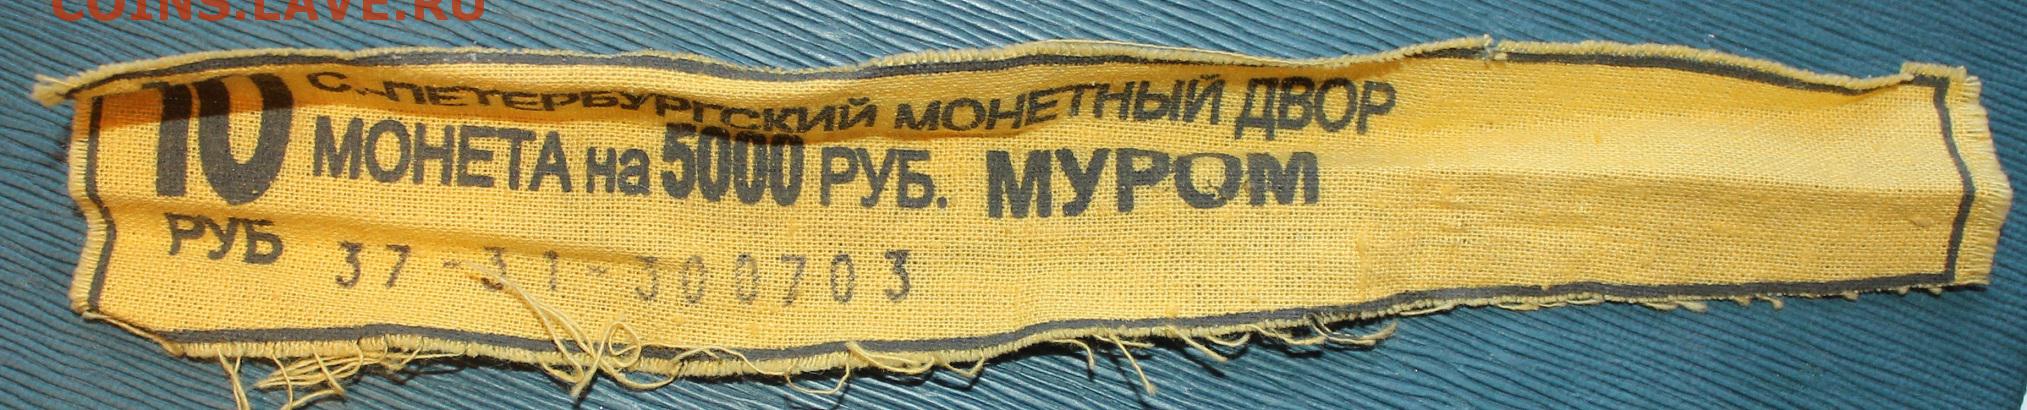 COINS.LAVE.RU
10 С.-ПЕТЕРБУРГСКИЙ МОНЕТНЫЙ ДВОР
МОНЕТА на 5000 РУБ. МУРОМ
РУБ 37-31-300703